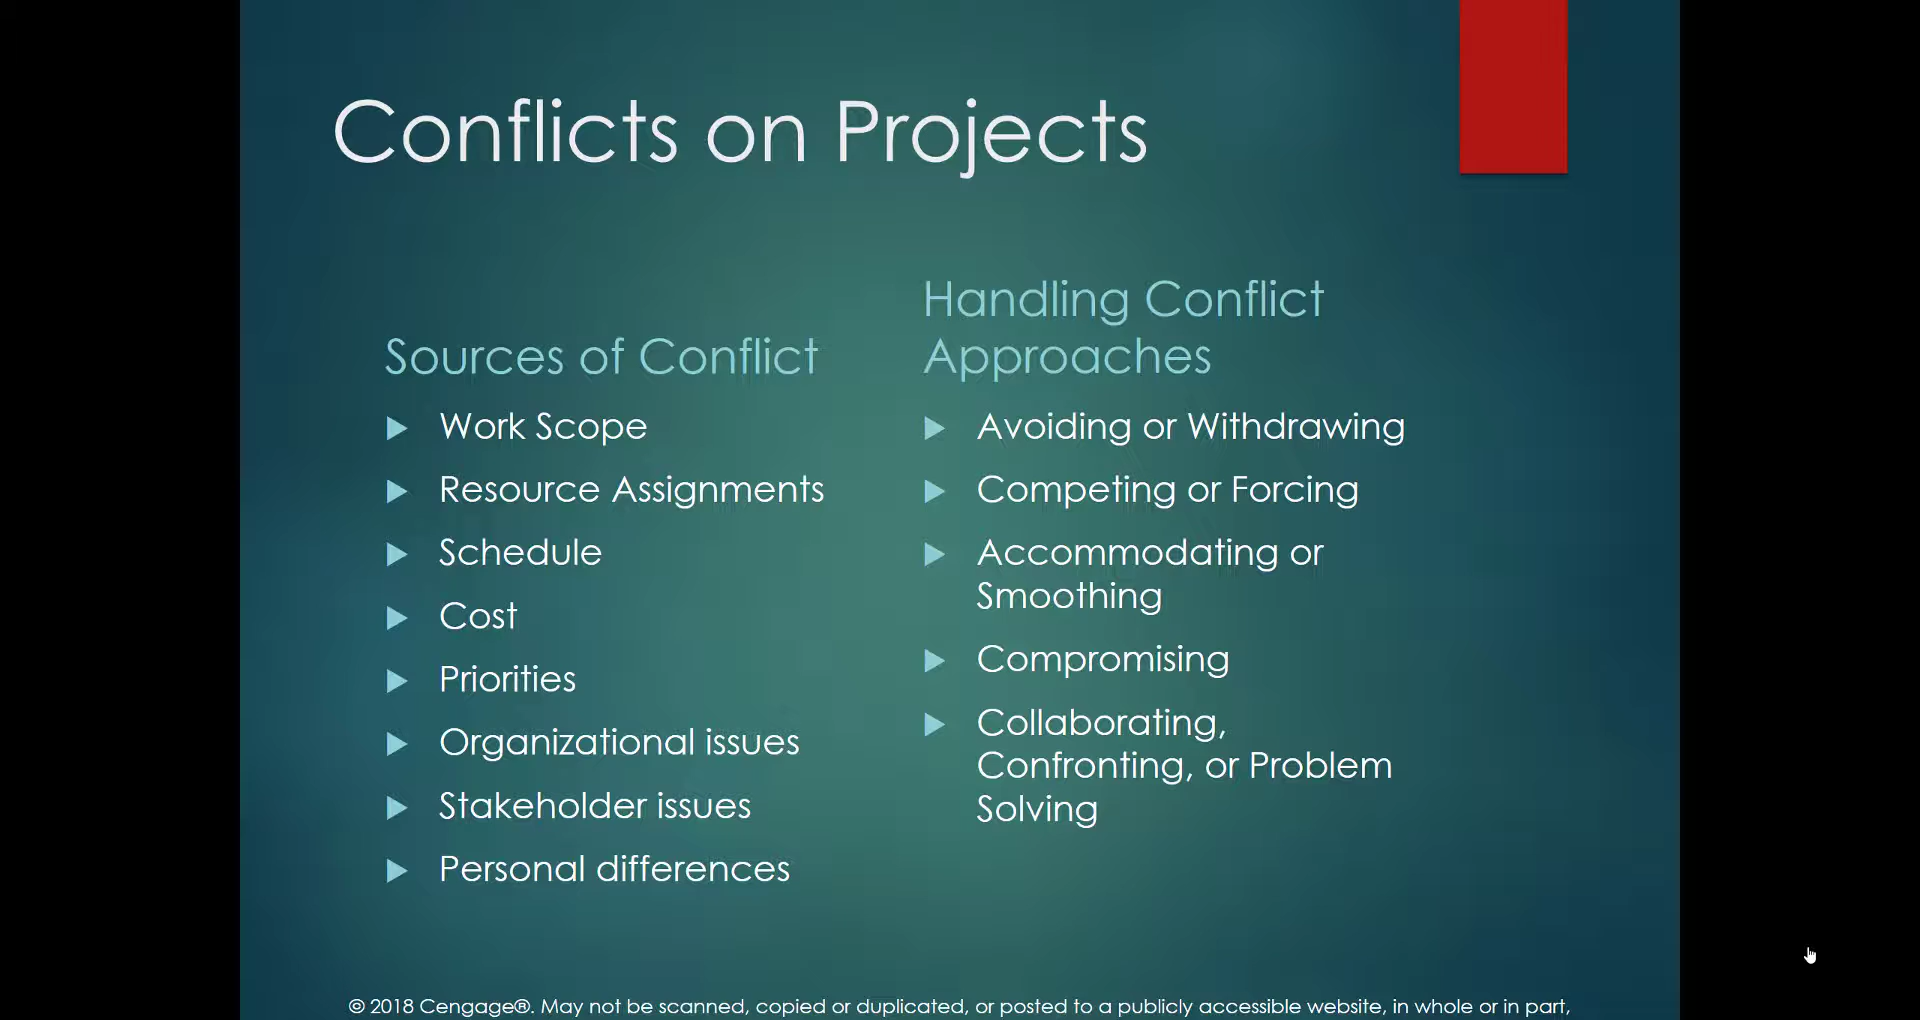 Conflicts on Projects
Sources of Conflict
Work Scope
Resource Assignments
Schedule
Cost
Priorities
Organizational issues
Stakeholder issues
Personal differences
Handling Conflict
Approaches
Avoiding or Withdrawing
Competing or Forcing
Accommodating or
Smoothing
Compromising
Collaborating,
Confronting, or Problem
Solving
© 2018 Cengage®. May not be scanned, copied or duplicated, or posted to a publicly accessible website, in whole or in part,